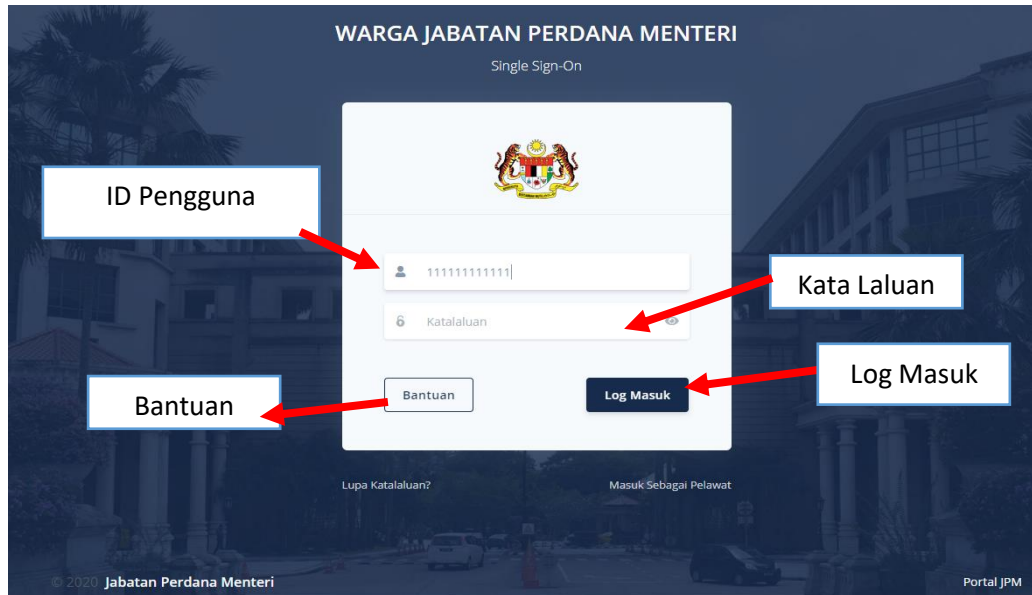 WARGA JABATAN PERDANA MENTERI
Single Sign-On
ID Pengguna
111111111111
Kata Laluan
Katalaluan
Log Masuk
Bantuan
Bantuan
Log Masuk
Lupa Katalaluan?
Masuk Sebagai Pelawat
© 2020 Jabatan Perdana Menteri
Portal JPM